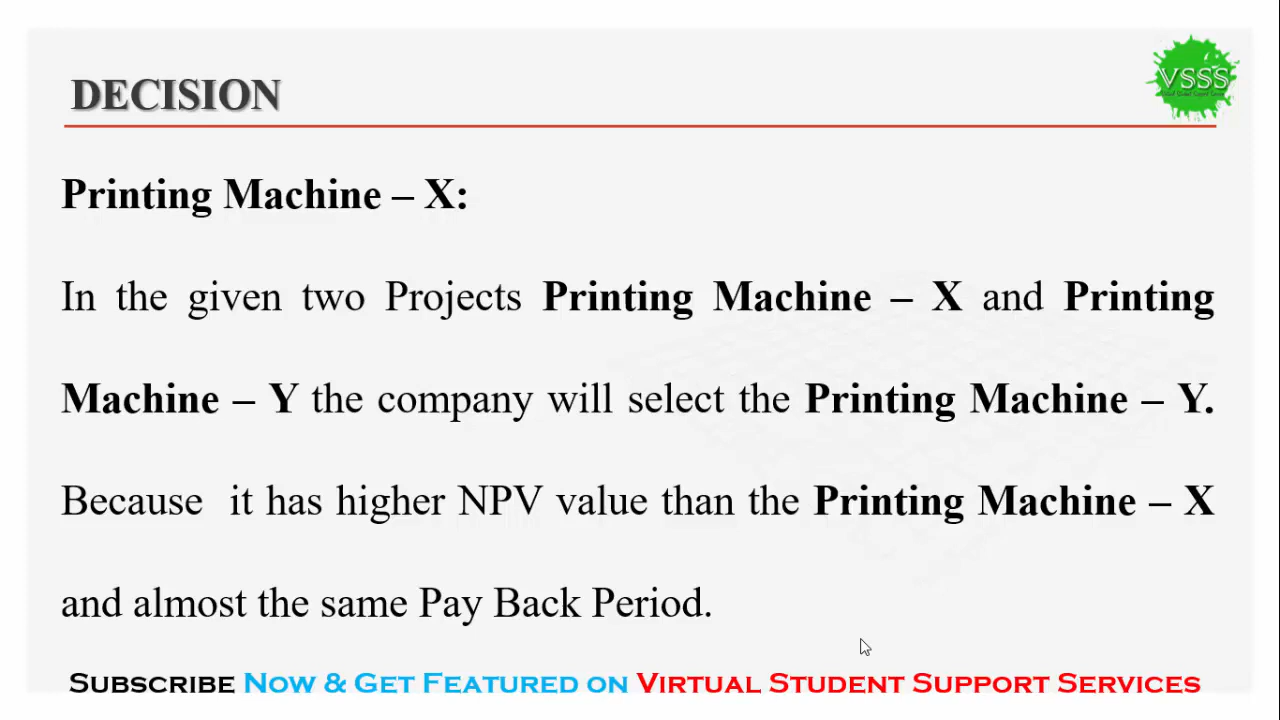 DECISION
VSSS
Printing Machine – X:
In the given two Projects Printing Machine – X and Printing
Machine – Y the company will select the Printing Machine – Y.
Because it has higher NPV value than the Printing Machine – X
and almost the same Pay Back Period.
SUBSCRIBE NOW & GET FEATURED ON VIRTUAL STUDENT SUPPORT SERVICES